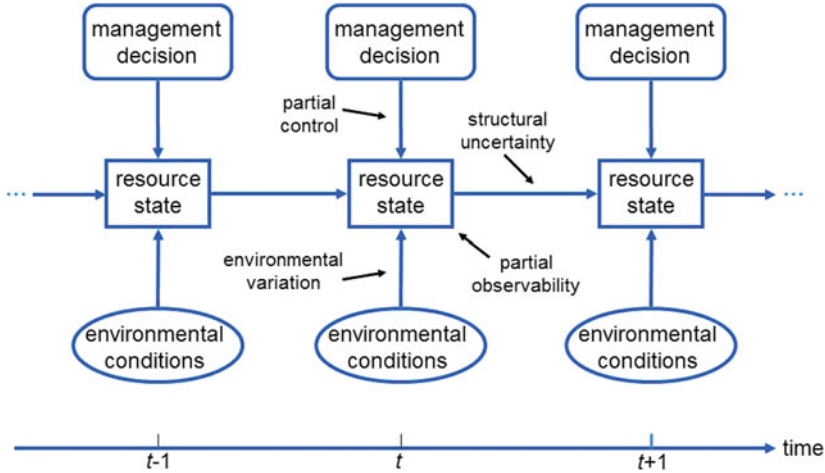 management
decision
management
decision
management
decision
partial
control
structural
uncertainty
...
resource
state
resource
state
resource
state
...
environmental
variation
partial
observability
environmental
conditions
environmental
conditions
environmental
conditions
time
t-1
t
t+1